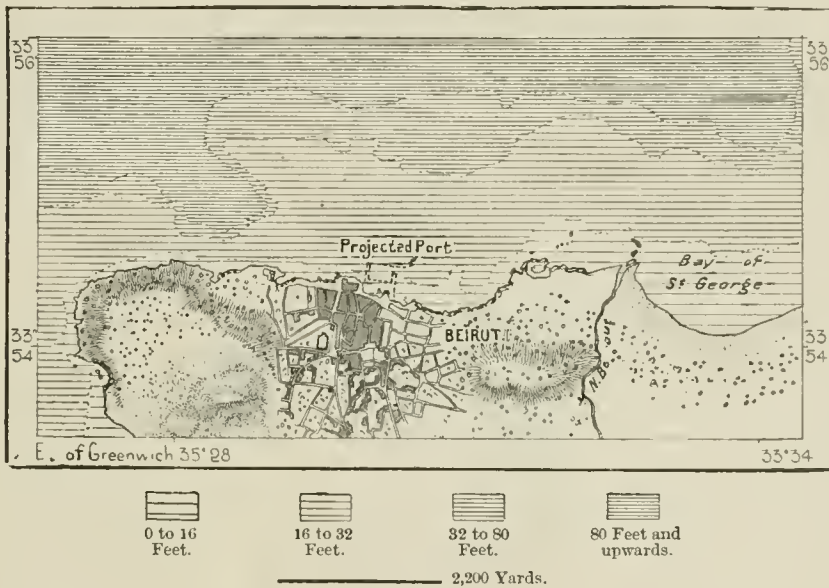 33°
56'
33
56'
Projected Port
Bay of
St George
BEIRUT
33°
54'
33
54
E. of Greenwich 35°28
33°34
0 to 16
Feet.
16 to 32
Feet.
32 to 80
Feet.
80 Feet and
upwards.
2,200 Yards.